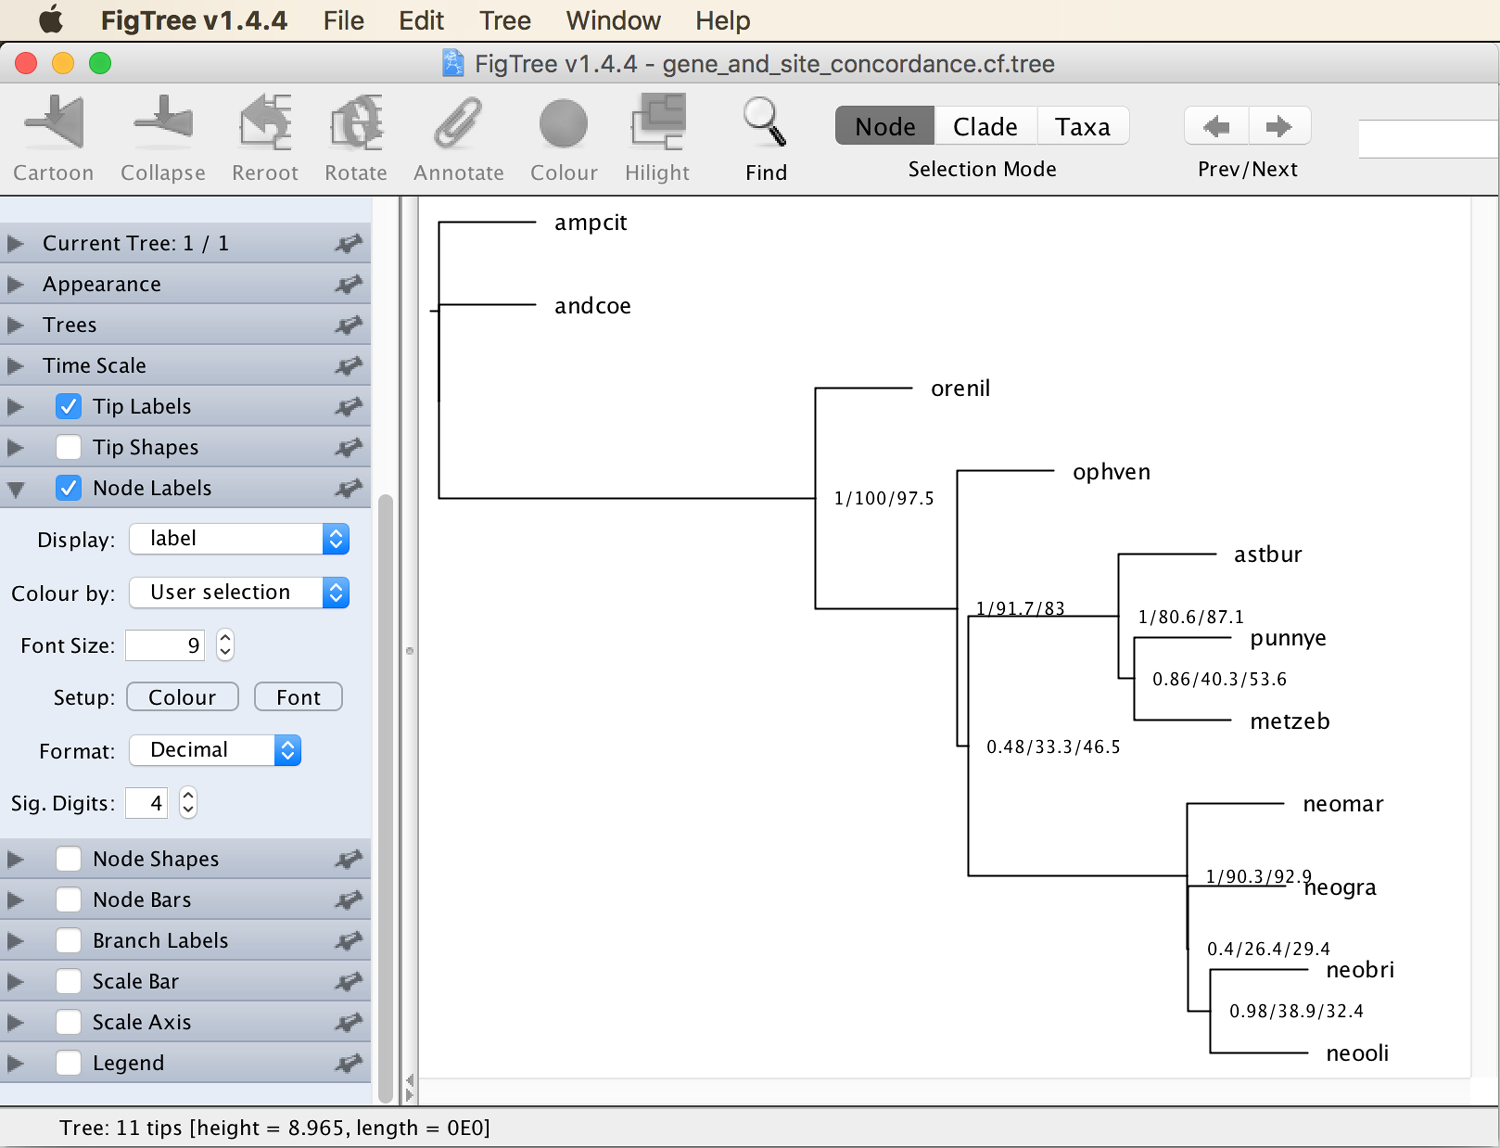 FigTree v1.4.4 File Edit Tree Window Help
FigTree v1.4.4 - gene_and_site_concordance.cf.tree
Cartoon Collapse Reroot Rotate Annotate Colour Hilight Find
Node Clade Taxa
Selection Mode
Prev/Next
Current Tree: 1 / 1
Appearance
Trees
Time Scale
Tip Labels
Tip Shapes
Node Labels
Display: label
Colour by: User selection
Font Size: 9
Setup: Colour Font
Format: Decimal
Sig. Digits: 4
Node Shapes
Node Bars
Branch Labels
Scale Bar
Scale Axis
Legend
ampcit
andcoe
orenil
ophven
1/100/97.5
astbur
1/91.7/83
1/80.6/87.1
punnye
0.86/40.3/53.6
metzeb
0.48/33.3/46.5
neomar
1/90.3/92.9
neogra
0.4/26.4/29.4
neobri
0.98/38.9/32.4
neooli
Tree: 11 tips [height = 8.965, length = 0E0]